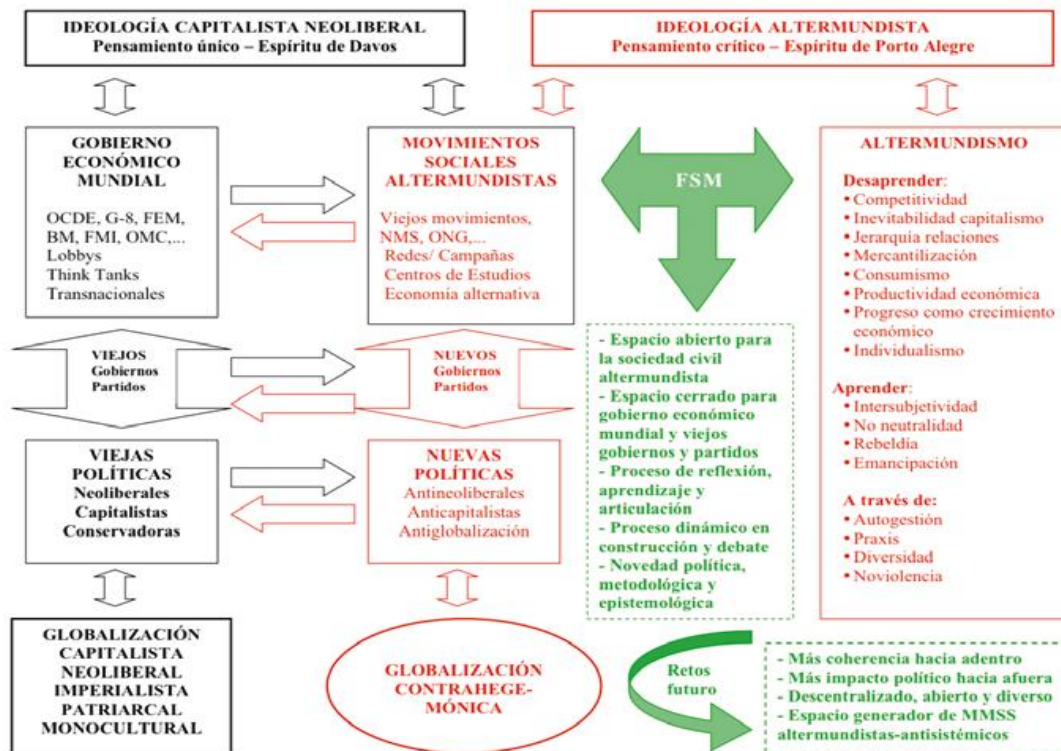 IDEOLOGÍA CAPITALISTA NEOLIBERAL
Pensamiento único – Espíritu de Davos
IDEOLOGÍA ALTERMUNDISTA
Pensamiento crítico – Espíritu de Porto Alegre
GOBIERNO
ECONÓMICO
MUNDIAL
OCDE, G-8, FEM,
BM, FMI, OMC,...
Lobbys
Think Tanks
Transnacionales
MOVIMIENTOS
SOCIALES
ALTERMUNDISTAS
Viejos movimientos,
NMS, ONG,...
Redes/ Campañas
Centros de Estudios
Economía alternativa
FSM
ALTERMUNDISMO
Desaprender:
• Competitividad
• Inevitabilidad capitalismo
• Jerarquía relaciones
• Mercantilización
• Consumismo
• Productividad económica
• Progreso como crecimiento
económico
• Individualismo
Aprender:
• Intersubjetividad
• No neutralidad
• Rebeldía
• Emancipación
A través de:
• Autogestión
• Praxis
• Diversidad
• Noviolencia
VIEJOS
Gobiernos
Partidos
NUEVOS
Gobiernos
Partidos
- Espacio abierto para
la sociedad civil
altermundista
- Espacio cerrado para
gobierno económico
mundial y viejos
gobiernos y partidos
- Proceso de reflexión,
aprendizaje y
articulación
- Proceso dinámico en
construcción y debate
- Novedad política,
metodológica y
epistemológica
VIEJAS
POLÍTICAS
Neoliberales
Capitalistas
Conservadoras
NUEVAS
POLÍTICAS
Antineoliberales
Anticapitalistas
Antiglobalización
GLOBALIZACIÓN
CAPITALISTA
NEOLIBERAL
IMPERIALISTA
PATRIARCAL
MONOCULTURAL
GLOBALIZACIÓN
CONTRAHEGE-
MÓNICA
Retos
futuro
- Más coherencia hacia adentro
- Más impacto político hacia afuera
- Descentralizado, abierto y diverso
- Espacio generador de MMSS
altermundistas-antisistémicos